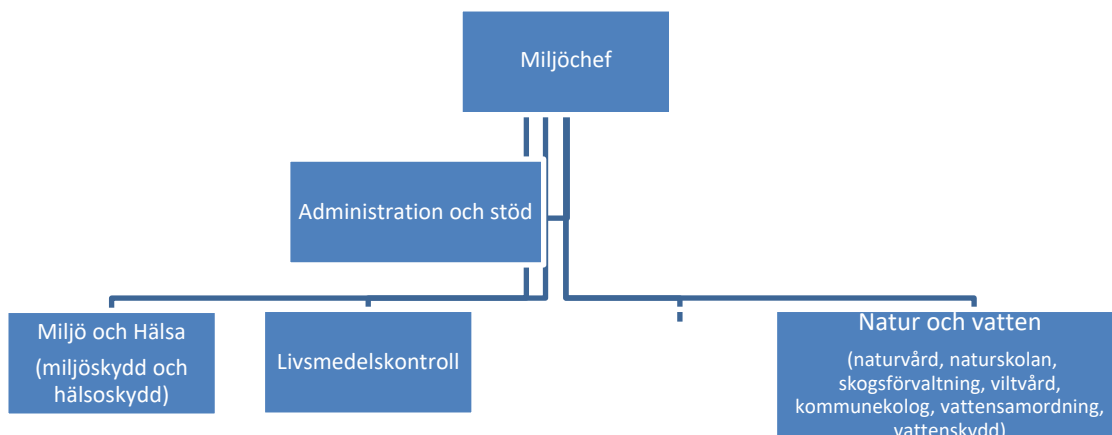 Miljöchef
Administration och stöd
Miljö och Hälsa
(miljöskydd och
hälsoskydd)
Livsmedelskontroll
Natur och vatten
(naturvård, naturskolan,
skogsförvaltning, viltvård,
kommunekolog, vattensamordning,
vattenskydd)